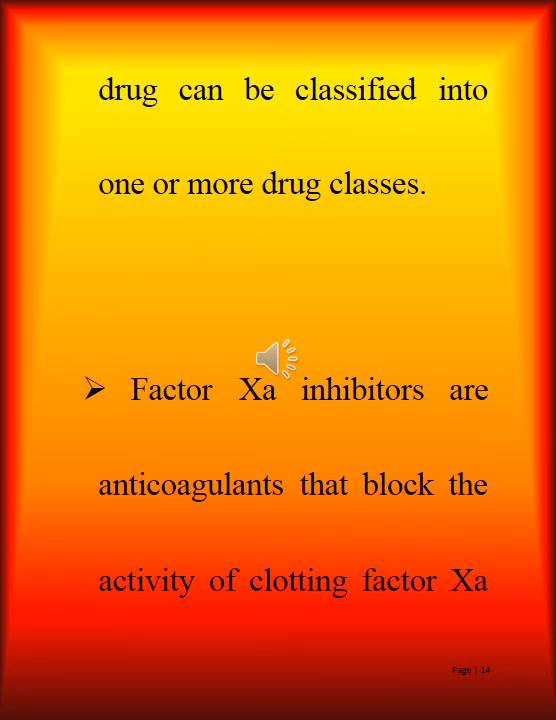 drug can be classified into
one or more drug classes.
➢ Factor Xa inhibitors are
anticoagulants that block the
activity of clotting factor Xa
Page | 14